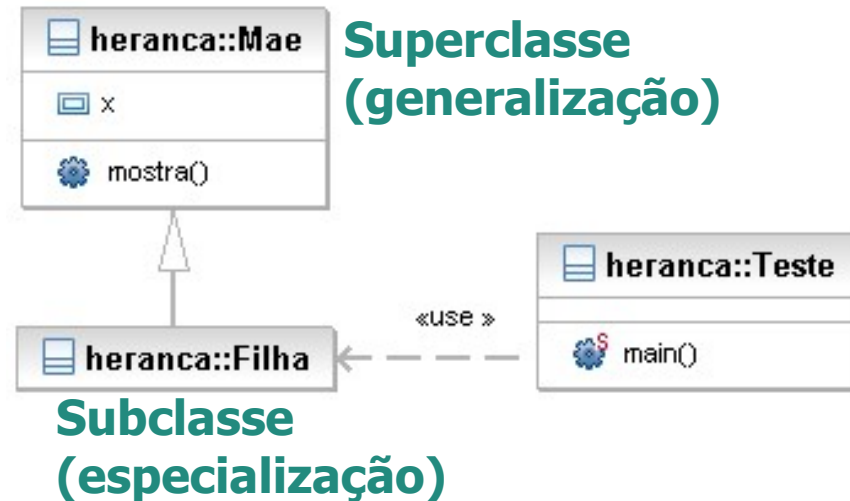 heranca::Mae
Superclasse
(generalização)
x
mostra()
heranca::Teste
«use »
S
main()
heranca::Filha
Subclasse
(especialização)